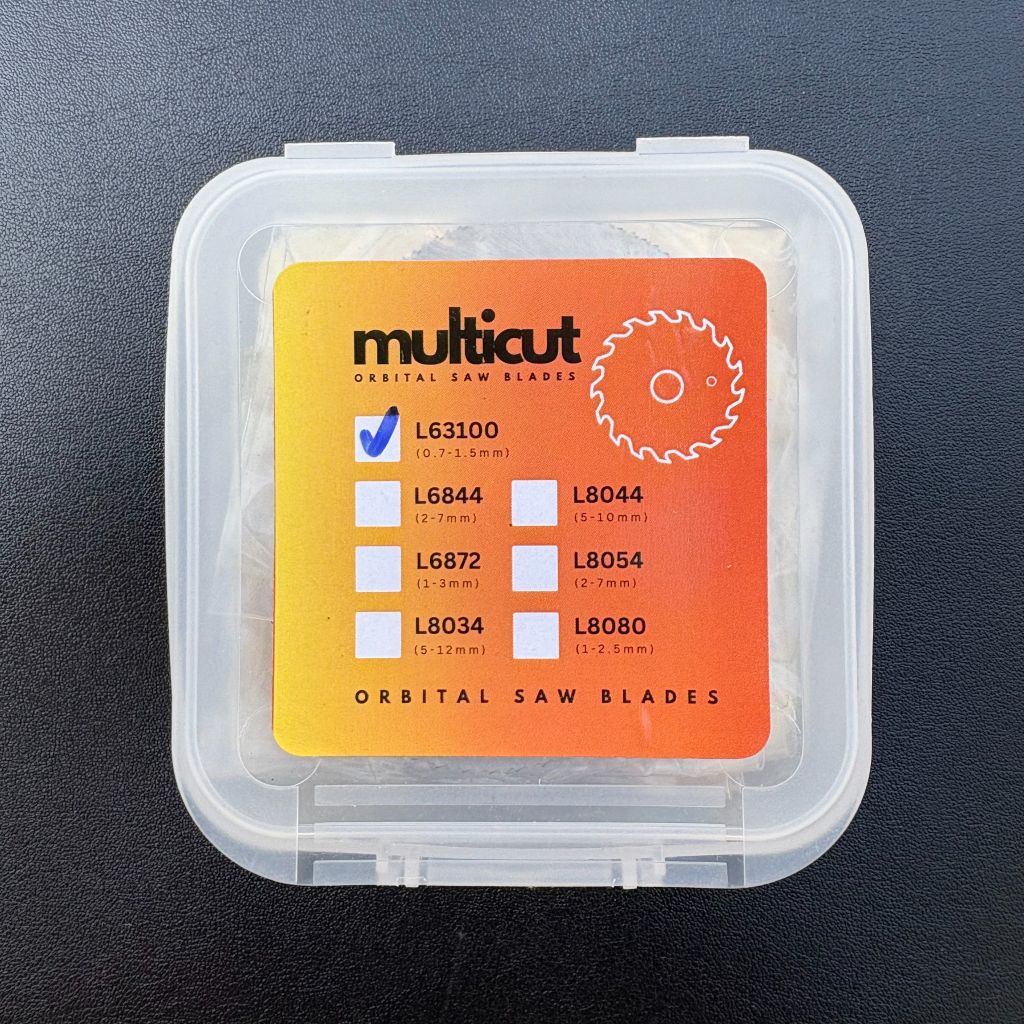 multicut
ORBITAL SAW BLADES
L63100
(0.7-1.5mm)
L6844
(2-7mm)
L8044
(5-10mm)
L6872
(1-3mm)
L8054
(2-7mm)
L8034
(5-12mm)
L8080
(1-2.5mm)
ORBITAL SAW BLADES